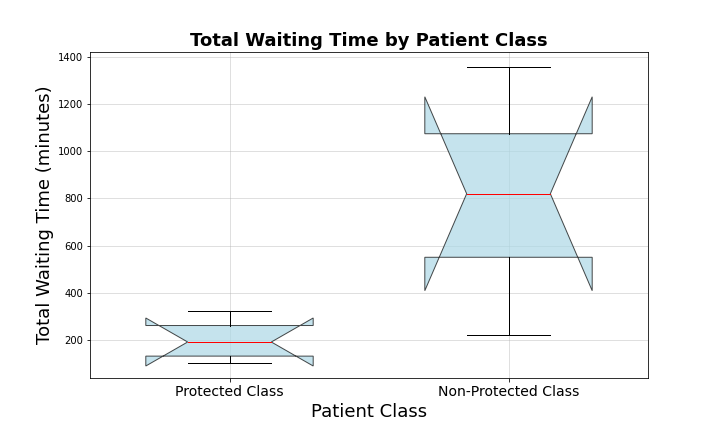 Total Waiting Time by Patient Class
Total Waiting Time (minutes)
1400
1200
1000
800
600
400
200
Protected Class
Non-Protected Class
Patient Class